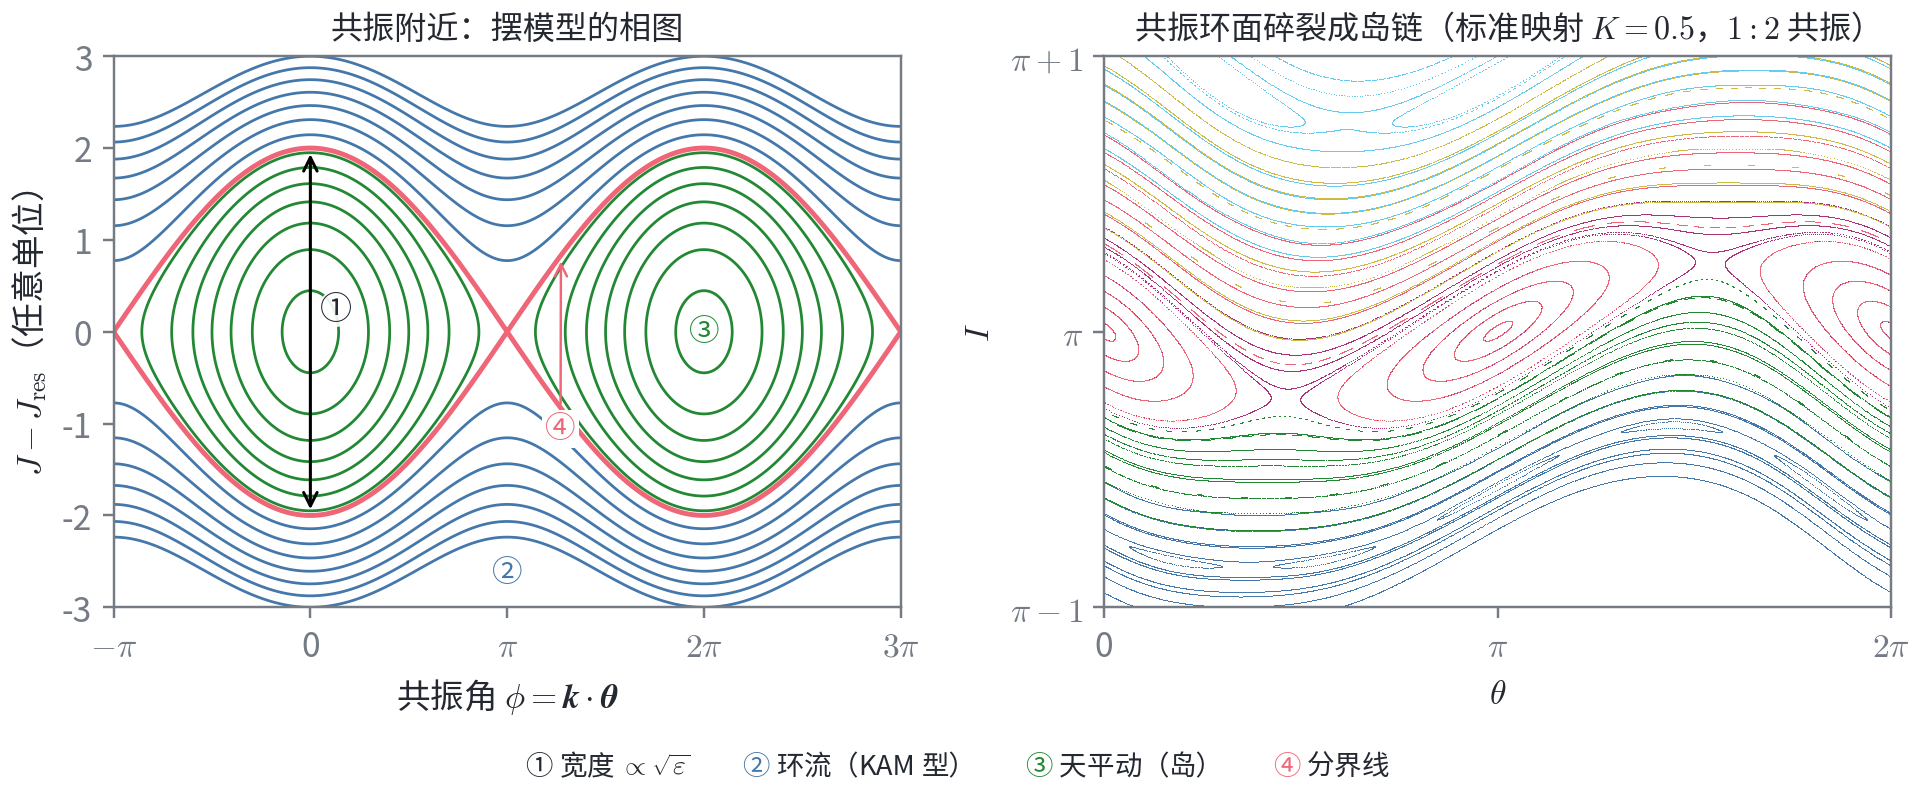 共振附近：摆模型的相图
3
2
1
0
-1
-2
-3
J − J_res（任意单位）
①
②
③
④
−π
0
π
2π
3π
共振角 ϕ = k · θ
共振环面碎裂成岛链（标准映射 K = 0.5，1 : 2 共振）
π + 1
π
π − 1
I
0
π
2π
θ
① 宽度 ∝ √ε
② 环流（KAM 型）
③ 天平动（岛）
④ 分界线